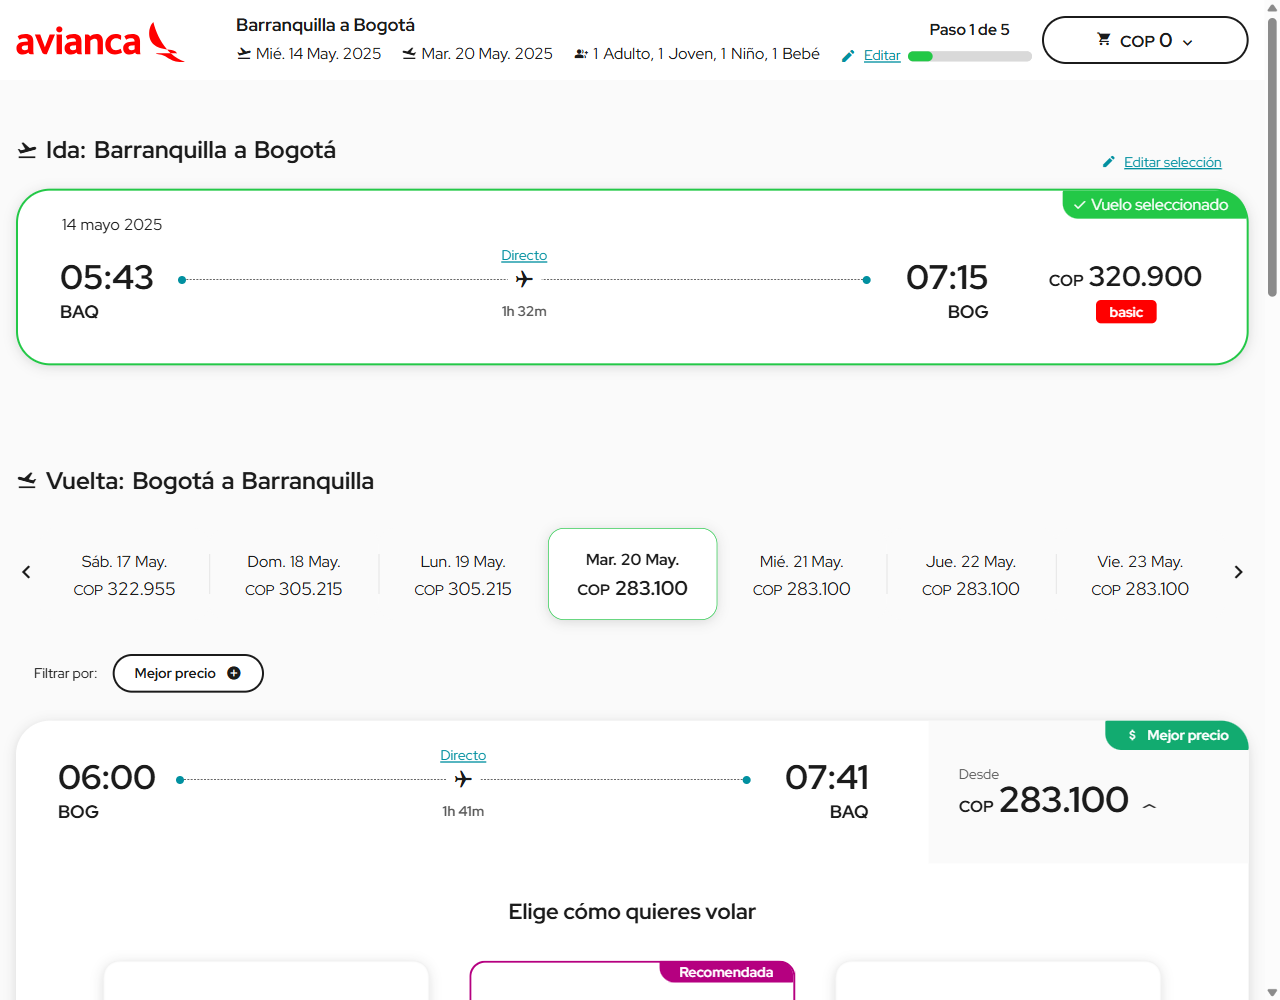 avianca
Barranquilla a Bogotá
Mié. 14 May. 2025
Mar. 20 May. 2025
1 Adulto, 1 Joven, 1 Niño, 1 Bebé
Editar
Paso 1 de 5
COP 0
Ida: Barranquilla a Bogotá
Editar selección
Vuelo seleccionado
14 mayo 2025
05:43
BAQ
Directo
1h 32m
07:15
BOG
COP 320.900
basic
Vuelta: Bogotá a Barranquilla
Sáb. 17 May.
COP 322.955
Dom. 18 May.
COP 305.215
Lun. 19 May.
COP 305.215
Mar. 20 May.
COP 283.100
Mié. 21 May.
COP 283.100
Jue. 22 May.
COP 283.100
Vie. 23 May.
COP 283.100
Filtrar por:
Mejor precio
$ Mejor precio
06:00
BOG
Directo
1h 41m
07:41
BAQ
Desde
COP 283.100
Elige cómo quieres volar
Recomendada